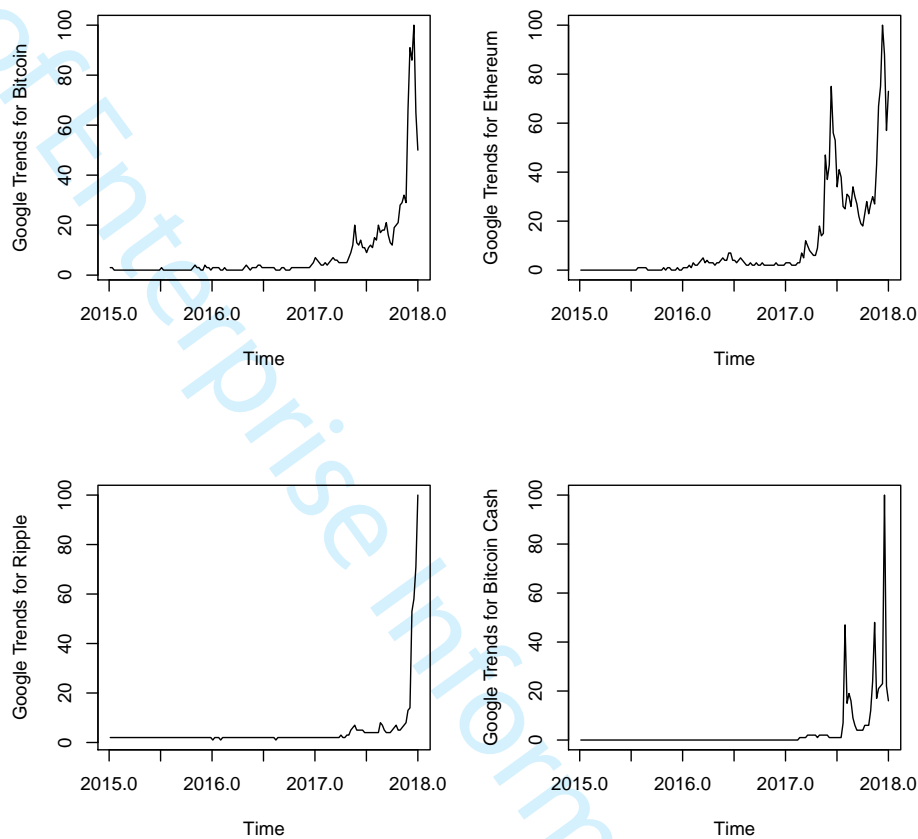 Google Trends for Bitcoin
0 20 40 60 80 100
2015.0 2016.0 2017.0 2018.0
Time
Google Trends for Ethereum
0 20 40 60 80 100
2015.0 2016.0 2017.0 2018.0
Time
Google Trends for Ripple
0 20 40 60 80 100
2015.0 2016.0 2017.0 2018.0
Time
Google Trends for Bitcoin Cash
0 20 40 60 80 100
2015.0 2016.0 2017.0 2018.0
Time
of Enterprise Inform